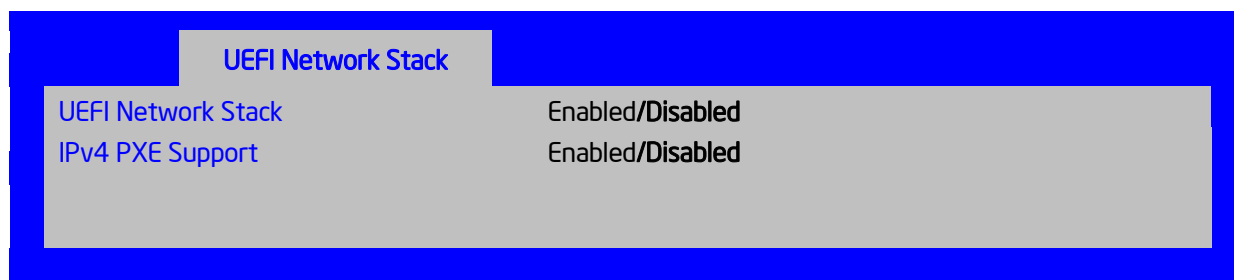 UEFI Network Stack
UEFI Network Stack Enabled/Disabled
IPv4 PXE Support Enabled/Disabled